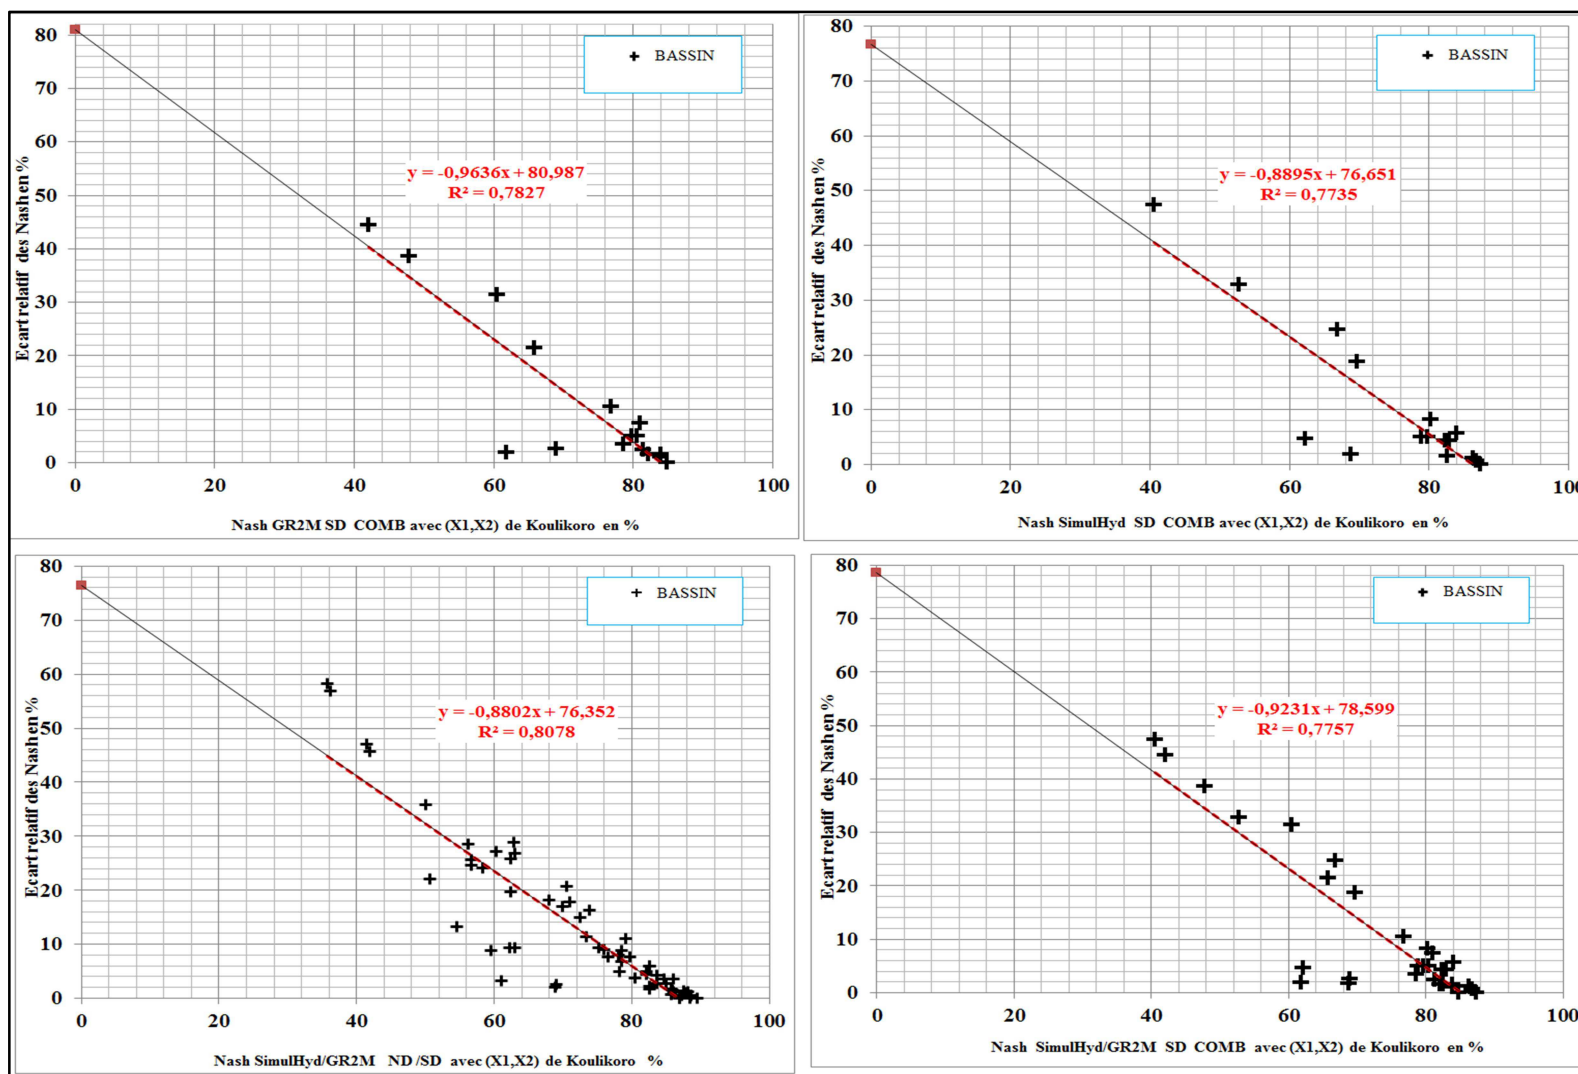 80
70
60
50
40
30
20
10
0
0 20 40 60 80 100
Ecart relatif des Nash en %
BASSIN
y = -0,9636x + 80,987
R² = 0,7827
Nash GR2M SD COMB avec (X1,X2) de Koulikoro en %
80
70
60
50
40
30
20
10
0
0 20 40 60 80 100
Ecart relatif des Nash en %
BASSIN
y = -0,8895x + 76,651
R² = 0,7735
Nash SimulHyd SD COMB avec (X1,X2) de Koulikoro en %
80
70
60
50
40
30
20
10
0
0 20 40 60 80 100
Ecart relatif des Nash en %
BASSIN
y = -0,8802x + 76,352
R² = 0,8078
Nash SimulHyd/GR2M ND /SD avec (X1,X2) de Koulikoro %
80
70
60
50
40
30
20
10
0
0 20 40 60 80 100
Ecart relatif des Nash en %
BASSIN
y = -0,9231x + 78,599
R² = 0,7757
Nash SimulHyd/GR2M SD COMB avec (X1,X2) de Koulikoro en %